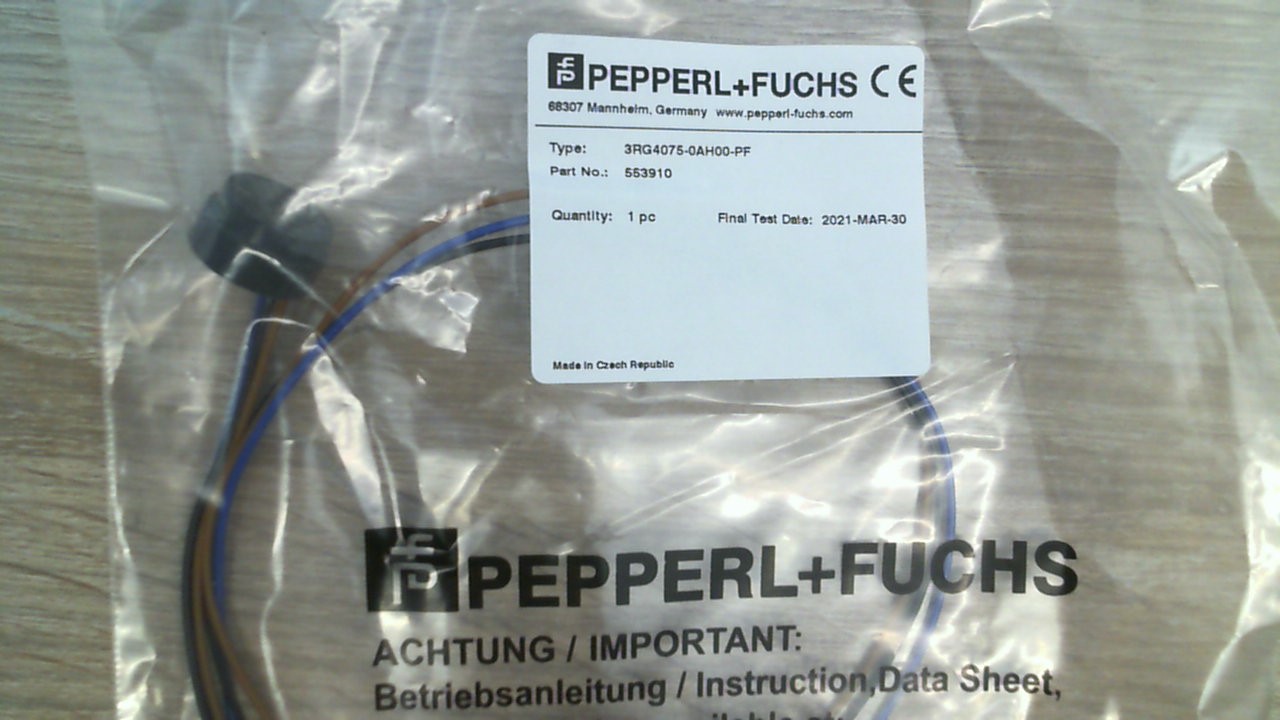 PEPPERL+FUCHS CE
68307 Mannheim, Germany www.pepperl-fuchs.com
Type: 3RG4075-0AH00-PF
Part No.: 553910
Quantity: 1 pc Final Test Date: 2021-MAR-30
Made in Czech Republic
PEPPERL+FUCHS
ACHTUNG / IMPORTANT:
Betriebsanleitung / Instruction,Data Sheet,